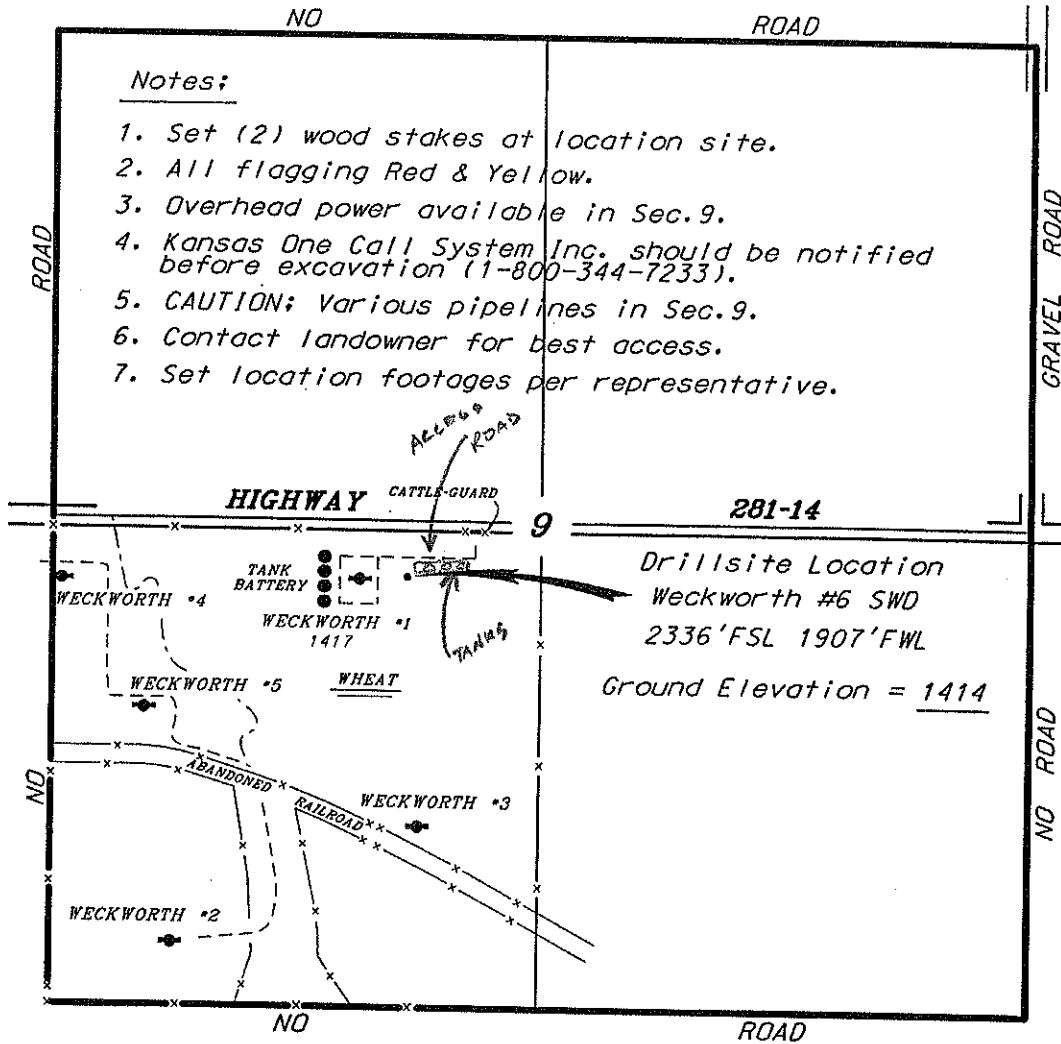 NO ROAD
Notes:
1. Set (2) wood stakes at location site.
2. All flagging Red & Yellow.
3. Overhead power available in Sec.9.
4. Kansas One Call System Inc. should be notified
before excavation (1-800-344-7233).
5. CAUTION: Various pipelines in Sec.9.
6. Contact landowner for best access.
7. Set location footages per representative.
ROAD
GRAVEL ROAD
ACCESS
ROAD
HIGHWAY
CATTLE-GUARD
9
281-14
TANK
BATTERY
WECKWORTH #4
WECKWORTH #1
1417
TANKS
Drillsite Location
Weckworth #6 SWD
2336'FSL 1907'FWL
Ground Elevation = 1414
WECKWORTH #5
WHEAT
NO
ABANDONED
RAILROAD
WECKWORTH #3
NO ROAD
WECKWORTH #2
NO ROAD